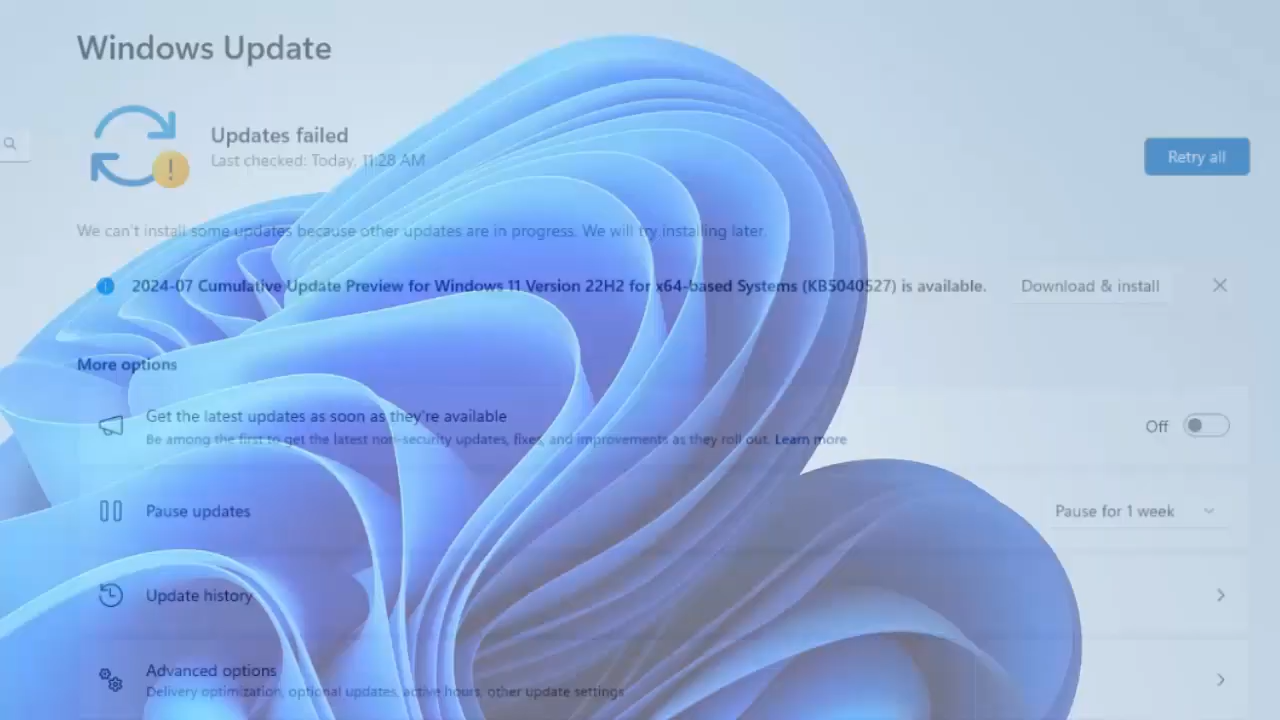 Windows Update
Updates failed
Last checked: Today, 11:28 AM
Retry all
We can't install some updates because other updates are in progress. We will try installing later.
2024-07 Cumulative Update Preview for Windows 11 Version 22H2 for x64-based Systems (KB5040527) is available.
Download & install
More options
Get the latest updates as soon as they're available
Be among the first to get the latest non-security updates, fixes, and improvements as they roll out. Learn more
Off
Pause updates
Pause for 1 week
Update history
Advanced options
Delivery optimization, optional updates, active hours, other update settings